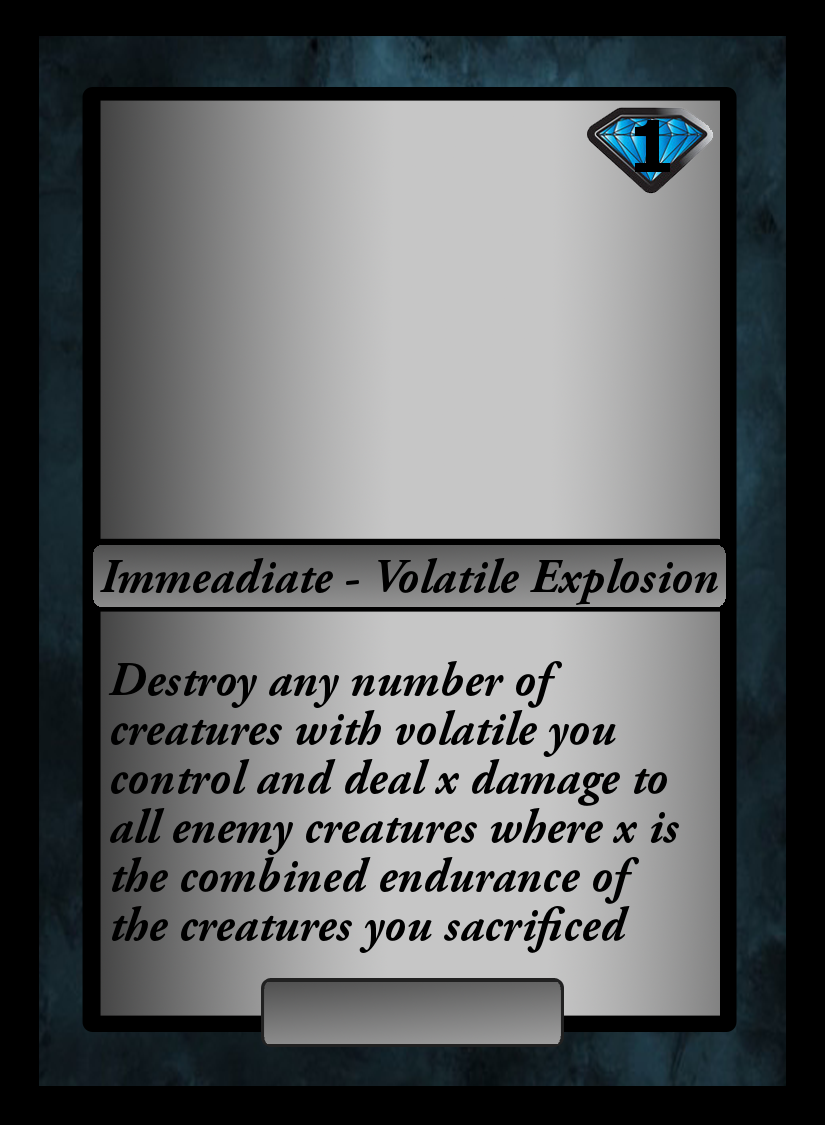 1
Immeadiate - Volatile Explosion
Destroy any number of
creatures with volatile you
control and deal x damage to
all enemy creatures where x is
the combined endurance of
the creatures you sacrificed